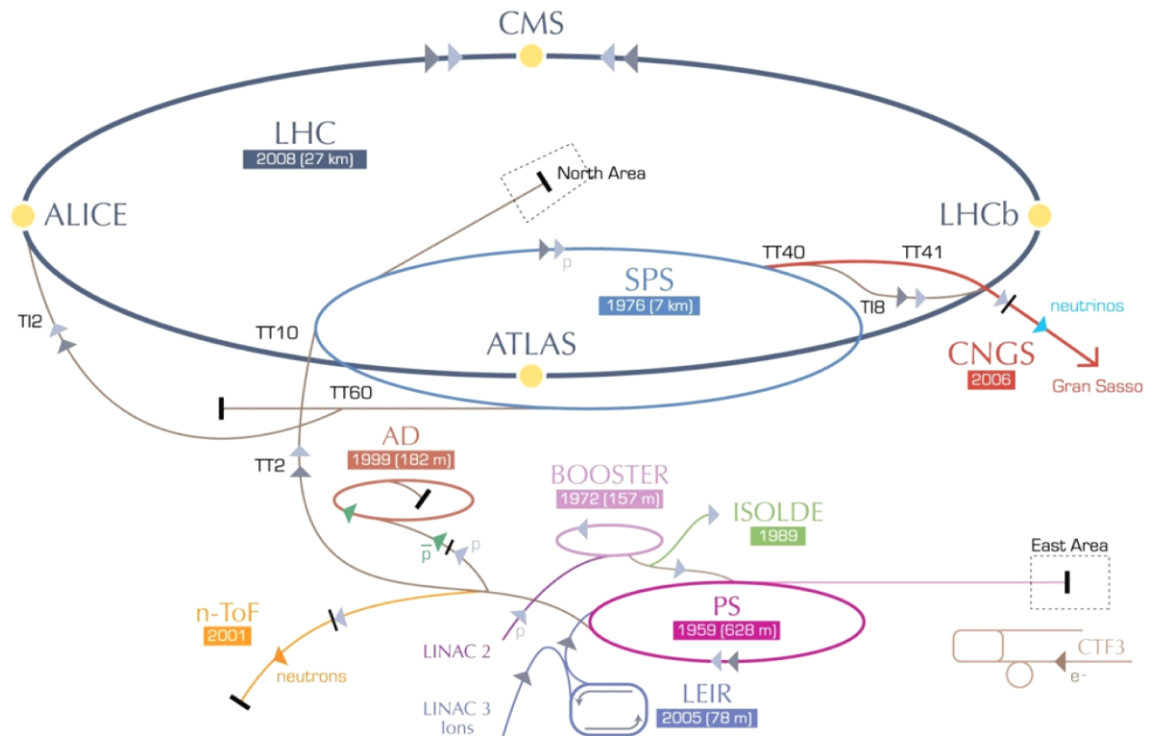 CMS
LHC
2008 (27 km)
North Area
ALICE
LHCb
TT40
TT41
SPS
1976 (7 km)
p
TI8
neutrinos
TI2
TT10
ATLAS
CNGS
2006
Gran Sasso
TT60
AD
1999 (182 m)
TT2
BOOSTER
1972 (157 m)
ISOLDE
1989
p̅
p
East Area
n-ToF
2001
p
PS
1959 (628 m)
LINAC 2
neutrons
CTF3
e-
LEIR
2005 (78 m)
LINAC 3
Ions